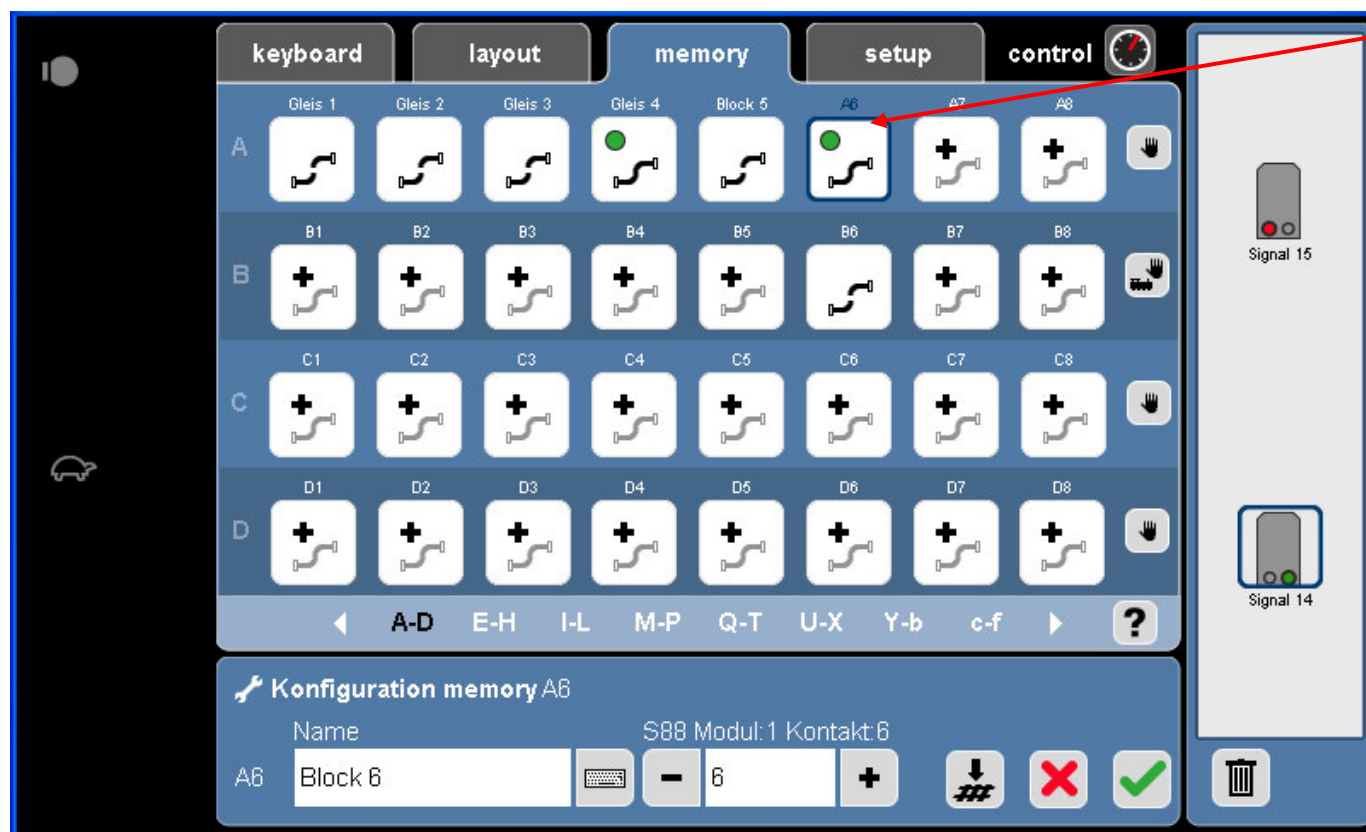 keyboard layout memory setup control
Gleis 1 Gleis 2 Gleis 3 Gleis 4 Block 5 A6 A7 A8
A
Signal 15
B1 B2 B3 B4 B5 B6 B7 B8
B
C1 C2 C3 C4 C5 C6 C7 C8
C
D1 D2 D3 D4 D5 D6 D7 D8
D
Signal 14
A-D E-H I-L M-P Q-T U-X Y-b c-f ?
Konfiguration memory A6
Name S88 Modul:1 Kontakt:6
A6 Block 6 - 6 +